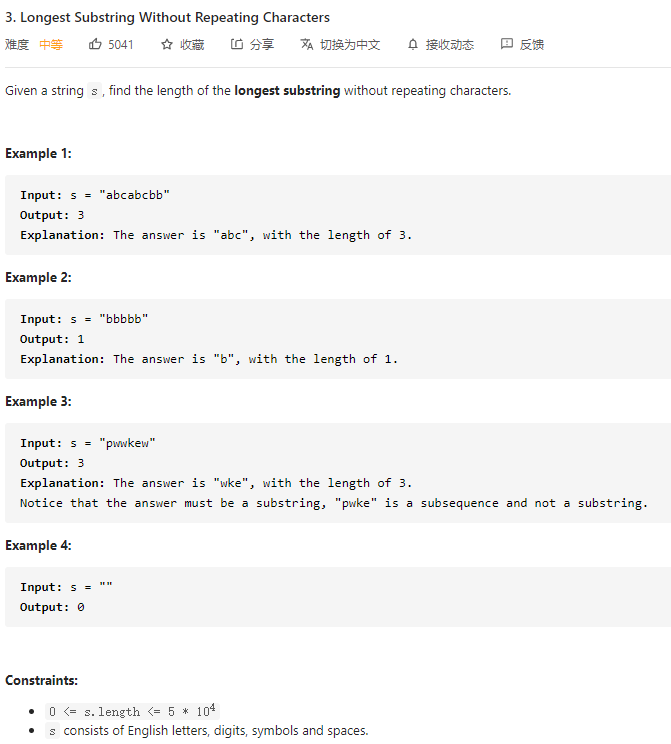 3. Longest Substring Without Repeating Characters
难度 中等 5041 收藏 分享 切换为中文 接收动态 反馈
Given a string s, find the length of the longest substring without repeating characters.
Example 1:
Input: s = "abcabcbb"
Output: 3
Explanation: The answer is "abc", with the length of 3.
Example 2:
Input: s = "bbbbb"
Output: 1
Explanation: The answer is "b", with the length of 1.
Example 3:
Input: s = "pwwkew"
Output: 3
Explanation: The answer is "wke", with the length of 3.
Notice that the answer must be a substring, "pwke" is a subsequence and not a substring.
Example 4:
Input: s = ""
Output: 0
Constraints:
• 0 <= s.length <= 5 * 10⁴
• s consists of English letters, digits, symbols and spaces.